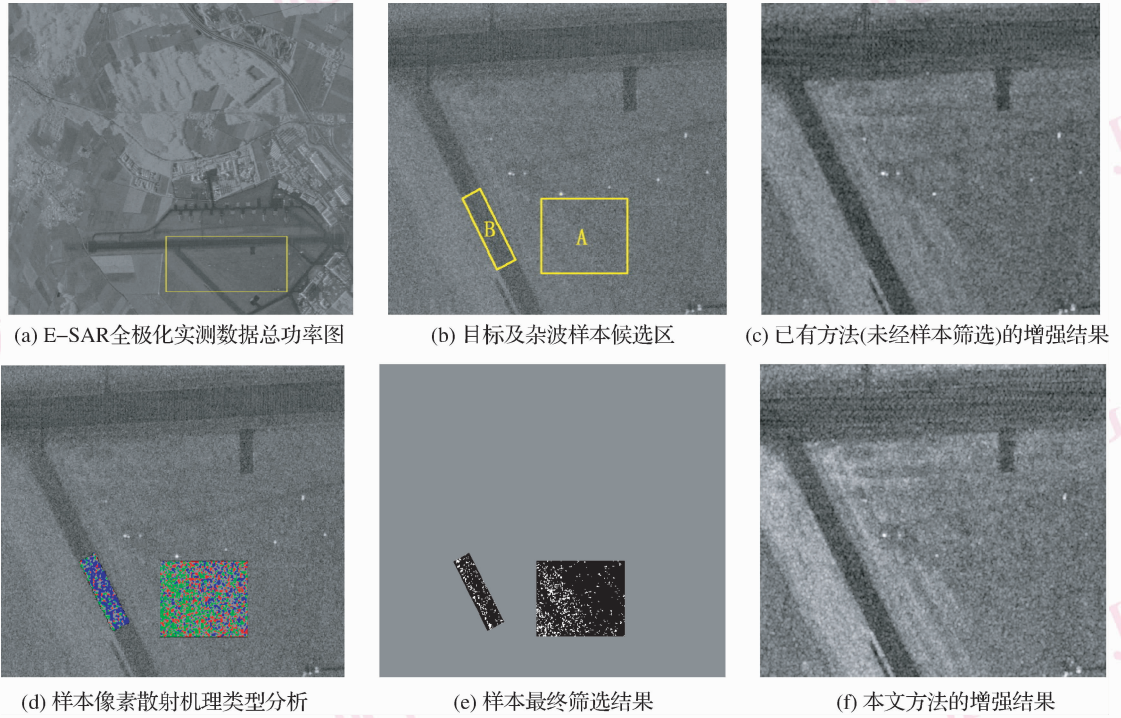 B
A
(a) E-SAR全极化实测数据总功率图
(b) 目标及杂波样本候选区
(c) 已有方法(未经样本筛选)的增强结果
(d) 样本像素散射机理类型分析
(e) 样本最终筛选结果
(f) 本文方法的增强结果